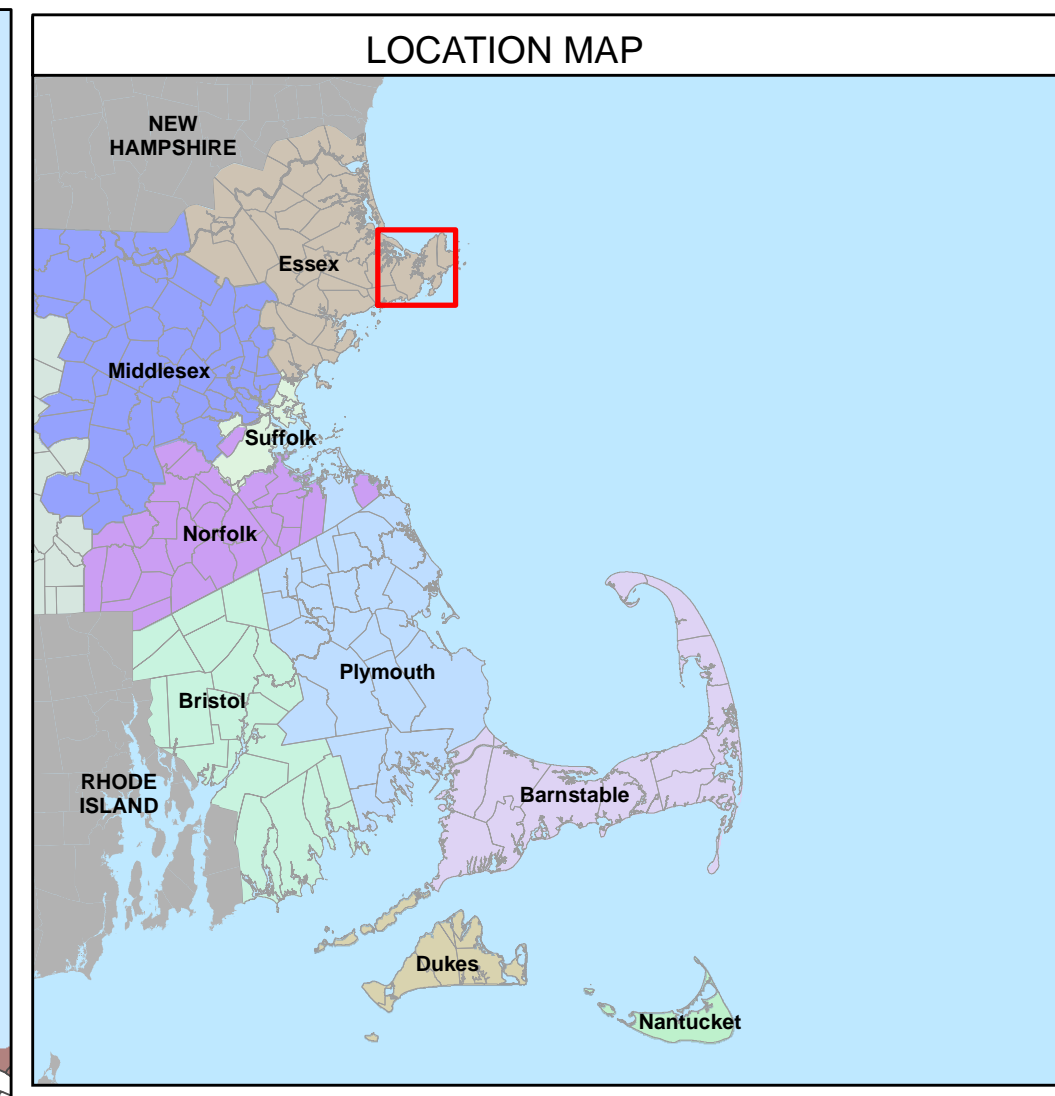 LOCATION MAP
NEW
HAMPSHIRE
Essex
Middlesex
Suffolk
Norfolk
Plymouth
Bristol
RHODE
ISLAND
Barnstable
Dukes
Nantucket